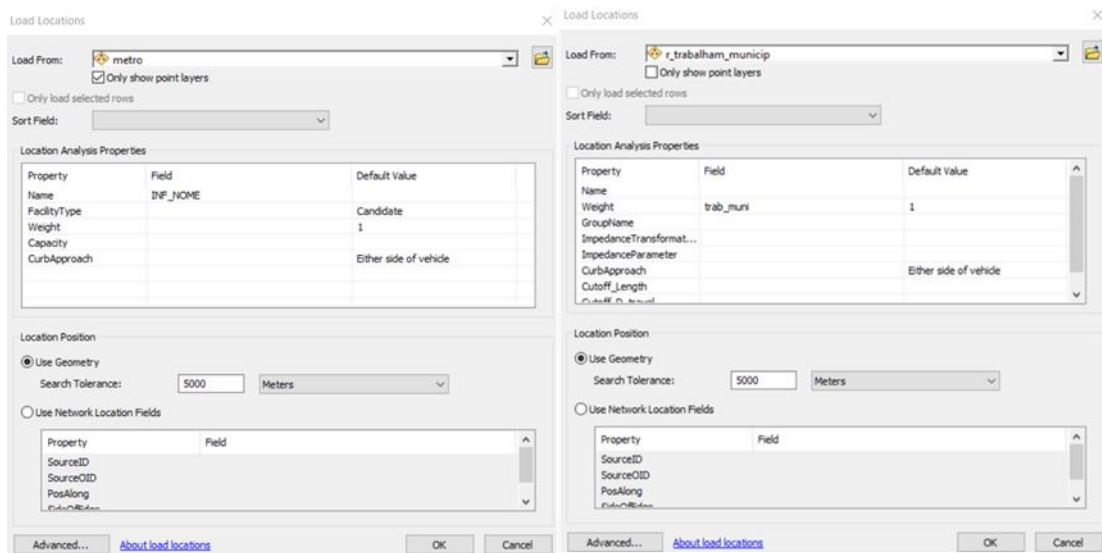 Load Locations
Load From: metro
Only show point layers
Only load selected rows
Sort Field:
Location Analysis Properties
Property Field Default Value
Name INF_NOME
FacilityType Candidate
Weight 1
Capacity
CurbApproach Either side of vehicle
Location Position
Use Geometry
Search Tolerance: 5000 Meters
Use Network Location Fields
Property Field
SourceID
SourceOID
PosAlong
SideOfEdge
Advanced... About load locations OK Cancel
Load Locations
Load From: r_trabalham_municip
Only show point layers
Only load selected rows
Sort Field:
Location Analysis Properties
Property Field Default Value
Name
Weight trab_muni 1
GroupName
ImpedanceTransformat...
ImpedanceParameter
CurbApproach Either side of vehicle
Cutoff_Length
Location Position
Use Geometry
Search Tolerance: 5000 Meters
Use Network Location Fields
Property Field
SourceID
SourceOID
PosAlong
SideOfEdge
Advanced... About load locations OK Cancel